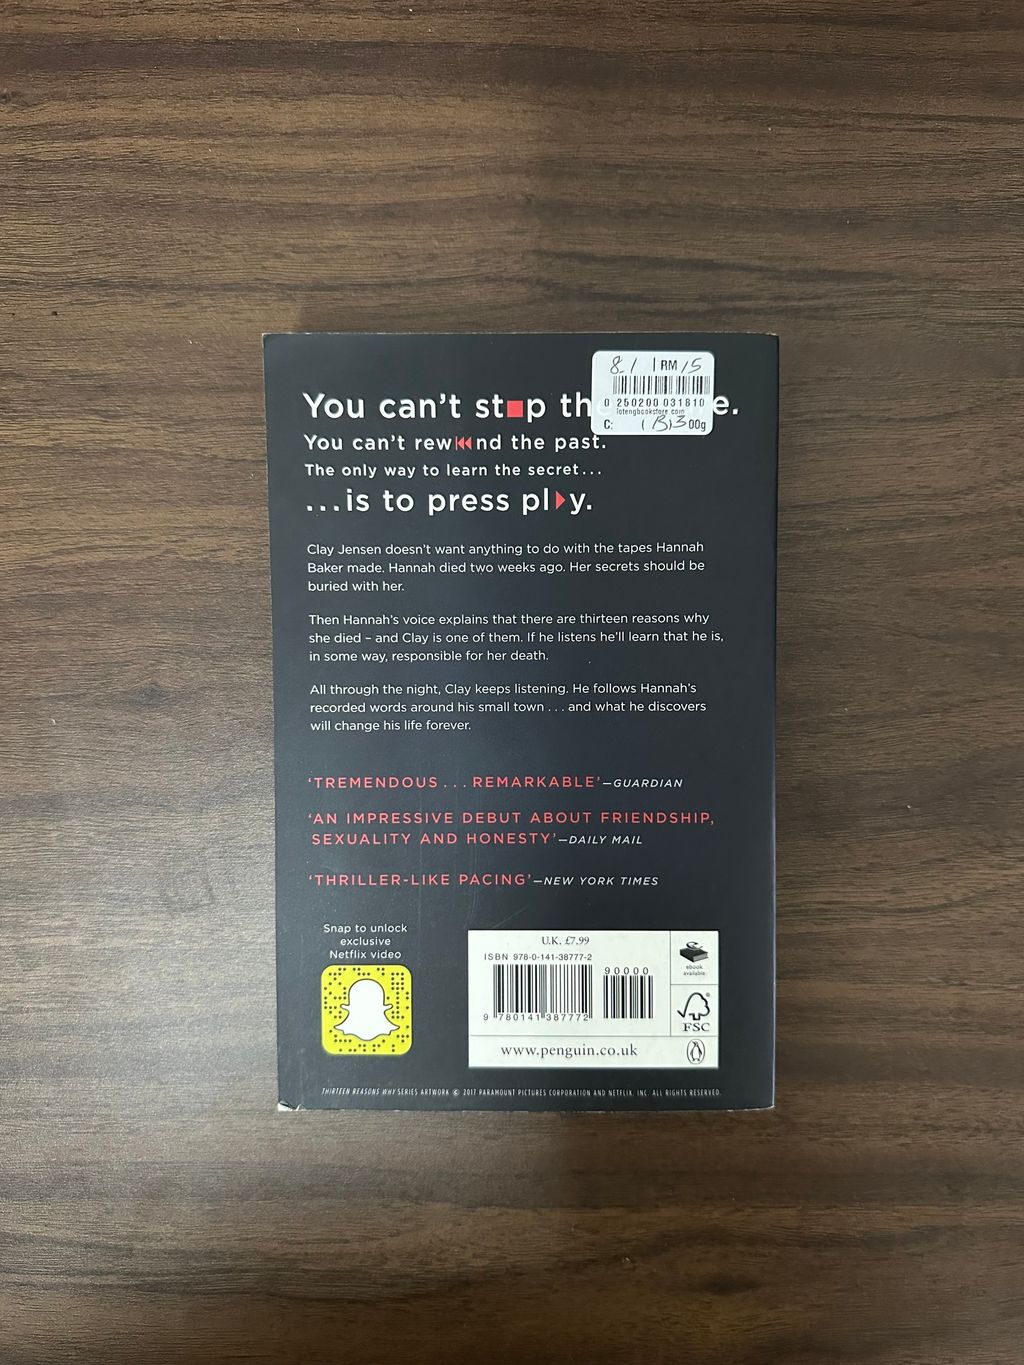 8.1 RM 15
0 250200 031810
C: 300g
You can't stop the e.
You can't rewind the past.
The only way to learn the secret...
...is to press play.
Clay Jensen doesn't want anything to do with the tapes Hannah
Baker made. Hannah died two weeks ago. Her secrets should be
buried with her.
Then Hannah's voice explains that there are thirteen reasons why
she died – and Clay is one of them. If he listens he'll learn that he is,
in some way, responsible for her death.
All through the night, Clay keeps listening. He follows Hannah's
recorded words around his small town . . . and what he discovers
will change his life forever.
'TREMENDOUS . . . REMARKABLE'—GUARDIAN
'AN IMPRESSIVE DEBUT ABOUT FRIENDSHIP,
SEXUALITY AND HONESTY'—DAILY MAIL
'THRILLER-LIKE PACING'—NEW YORK TIMES
Snap to unlock
exclusive
Netflix video
U.K. £7.99
ISBN 978-0-141-38777-2
90000
9 780141 387772
ebook
available
FSC
www.penguin.co.uk
THIRTEEN REASONS WHY SERIES ARTWORK © 2017 PARAMOUNT PICTURES CORPORATION AND NETFLIX, INC. ALL RIGHTS RESERVED.